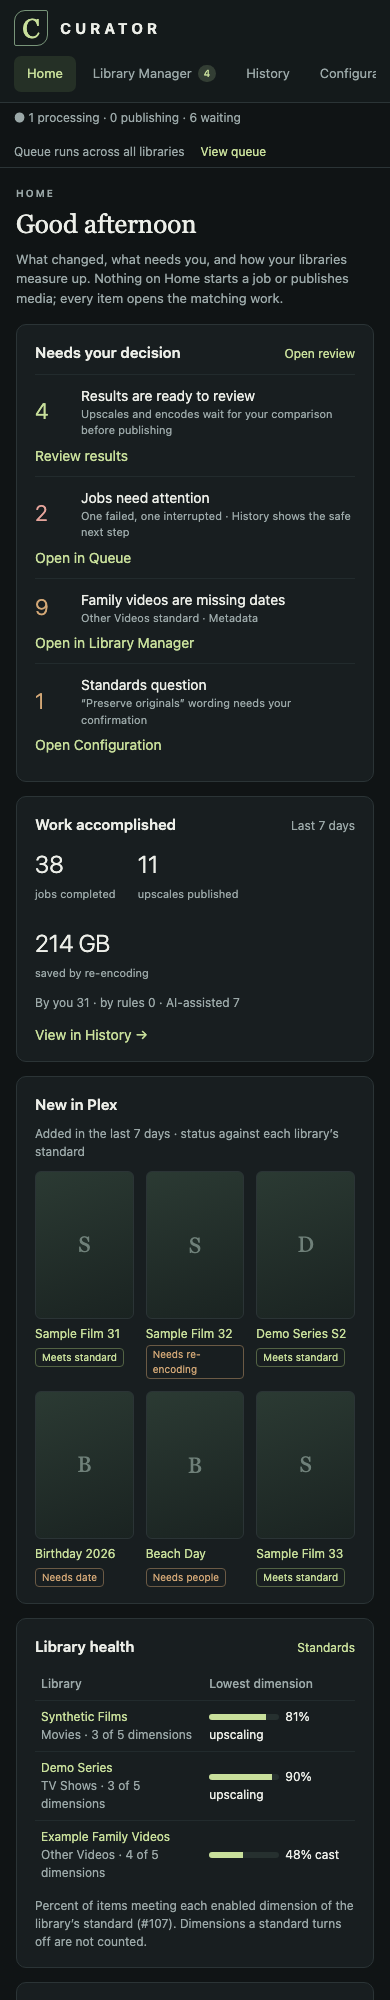 C CURATOR
Home Library Manager 4 History Configura
1 processing · 0 publishing · 6 waiting
Queue runs across all libraries View queue
HOME
Good afternoon
What changed, what needs you, and how your libraries
measure up. Nothing on Home starts a job or publishes
media; every item opens the matching work.
Needs your decision Open review
4 Results are ready to review
Upscales and encodes wait for your comparison
before publishing
Review results
2 Jobs need attention
One failed, one interrupted · History shows the safe
next step
Open in Queue
9 Family videos are missing dates
Other Videos standard · Metadata
Open in Library Manager
1 Standards question
"Preserve originals" wording needs your
confirmation
Open Configuration
Work accomplished Last 7 days
38 11
jobs completed upscales published
214 GB
saved by re-encoding
By you 31 · by rules 0 · AI-assisted 7
View in History →
New in Plex
Added in the last 7 days · status against each library's
standard
S S D
Sample Film 31 Sample Film 32 Demo Series S2
Meets standard Needs re-
encoding Meets standard
B B S
Birthday 2026 Beach Day Sample Film 33
Needs date Needs people Meets standard
Library health Standards
Library Lowest dimension
Synthetic Films 81%
Movies · 3 of 5 dimensions upscaling
Demo Series 90%
TV Shows · 3 of 5 upscaling
dimensions
Example Family Videos
Other Videos · 4 of 5 48% cast
dimensions
Percent of items meeting each enabled dimension of the
library's standard (#107). Dimensions a standard turns
off are not counted.